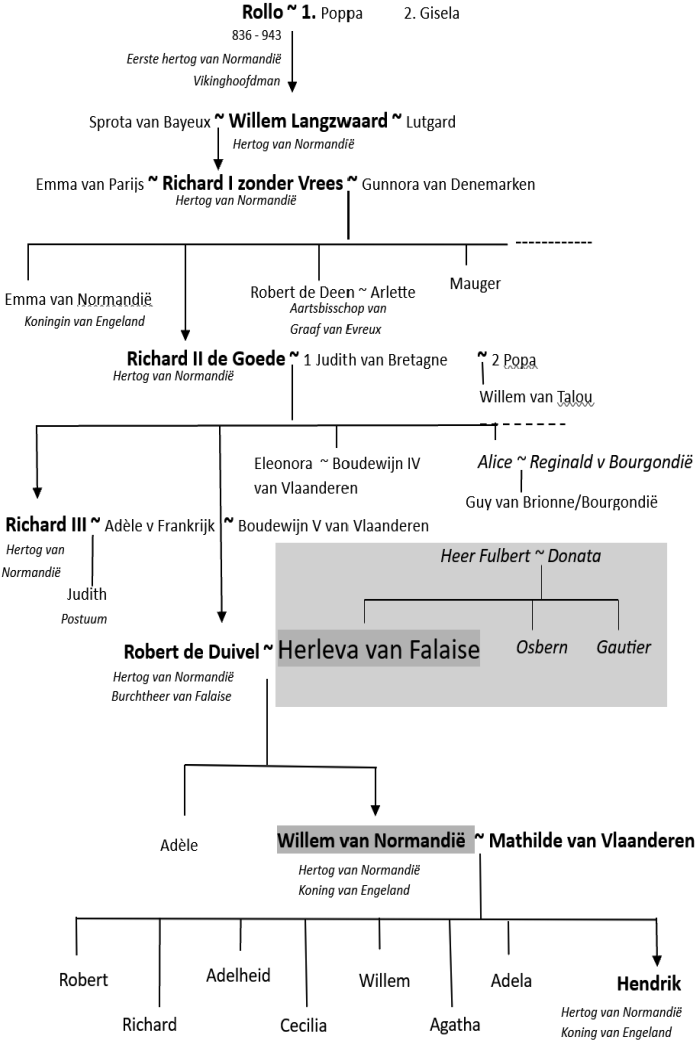 Rollo ~ 1. Poppa 2. Gisela
836 - 943
Eerste hertog van Normandië
Vikinghoofdman
Sprota van Bayeux ~ Willem Langzwaard ~ Lutgard
Hertog van Normandië
Emma van Parijs ~ Richard I zonder Vrees ~ Gunnora van Denemarken
Hertog van Normandië
Emma van Normandië
Koningin van Engeland
Robert de Deen ~ Arlette
Aartsbisschop van
Graaf van Evreux
Mauger
Richard II de Goede ~ 1 Judith van Bretagne ~ 2 Popa
Hertog van Normandië
Willem van Talou
Eleonora ~ Boudewijn IV
van Vlaanderen
Alice ~ Reginald v Bourgondië
Guy van Brionne/Bourgondië
Richard III ~ Adèle v Frankrijk ~ Boudewijn V van Vlaanderen
Hertog van
Normandië
Judith
Postuum
Heer Fulbert ~ Donata
Robert de Duivel ~ Herleva van Falaise Osbern Gautier
Hertog van Normandië
Burchtheer van Falaise
Adèle
Willem van Normandië ~ Mathilde van Vlaanderen
Hertog van Normandië
Koning van Engeland
Robert
Richard
Adelheid
Cecilia
Willem
Agatha
Adela
Hendrik
Hertog van Normandië
Koning van Engeland